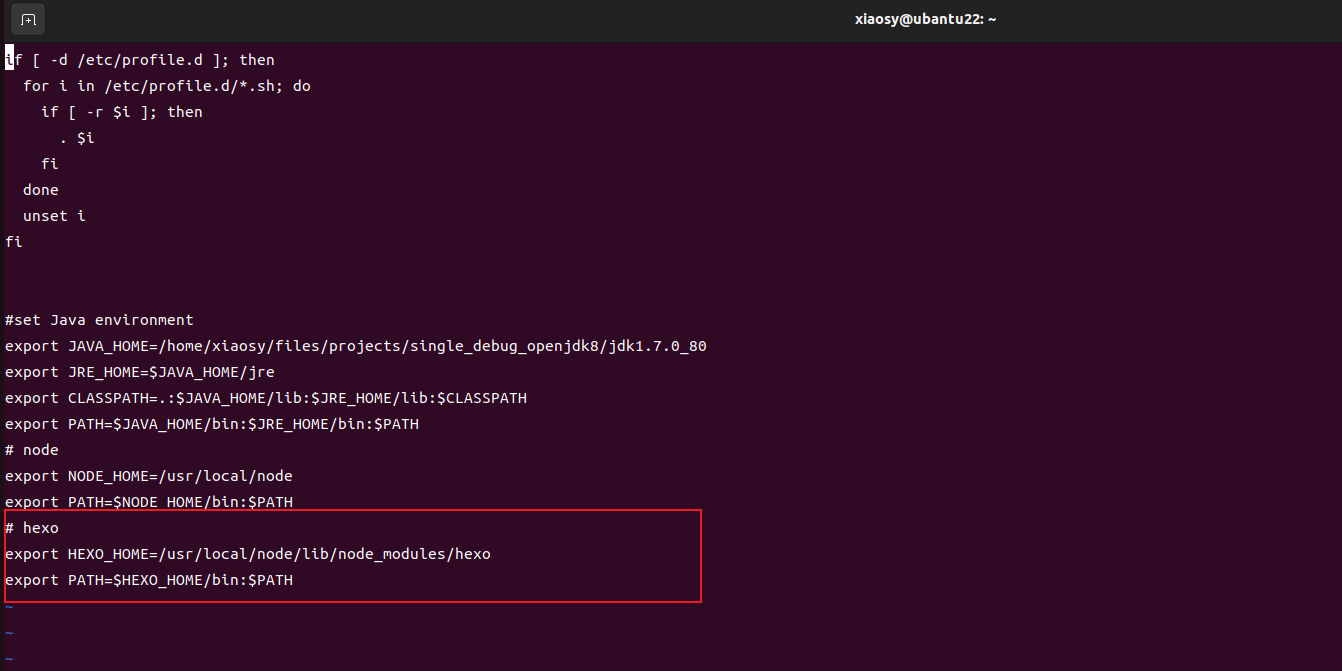 xiaosy@ubantu22: ~
if [ -d /etc/profile.d ]; then
  for i in /etc/profile.d/*.sh; do
    if [ -r $i ]; then
      . $i
    fi
  done
  unset i
fi
#set Java environment
export JAVA_HOME=/home/xiaosy/files/projects/single_debug_openjdk8/jdk1.7.0_80
export JRE_HOME=$JAVA_HOME/jre
export CLASSPATH=.:$JAVA_HOME/lib:$JRE_HOME/lib:$CLASSPATH
export PATH=$JAVA_HOME/bin:$JRE_HOME/bin:$PATH
# node
export NODE_HOME=/usr/local/node
export PATH=$NODE_HOME/bin:$PATH
# hexo
export HEXO_HOME=/usr/local/node/lib/node_modules/hexo
export PATH=$HEXO_HOME/bin:$PATH
~
~
~